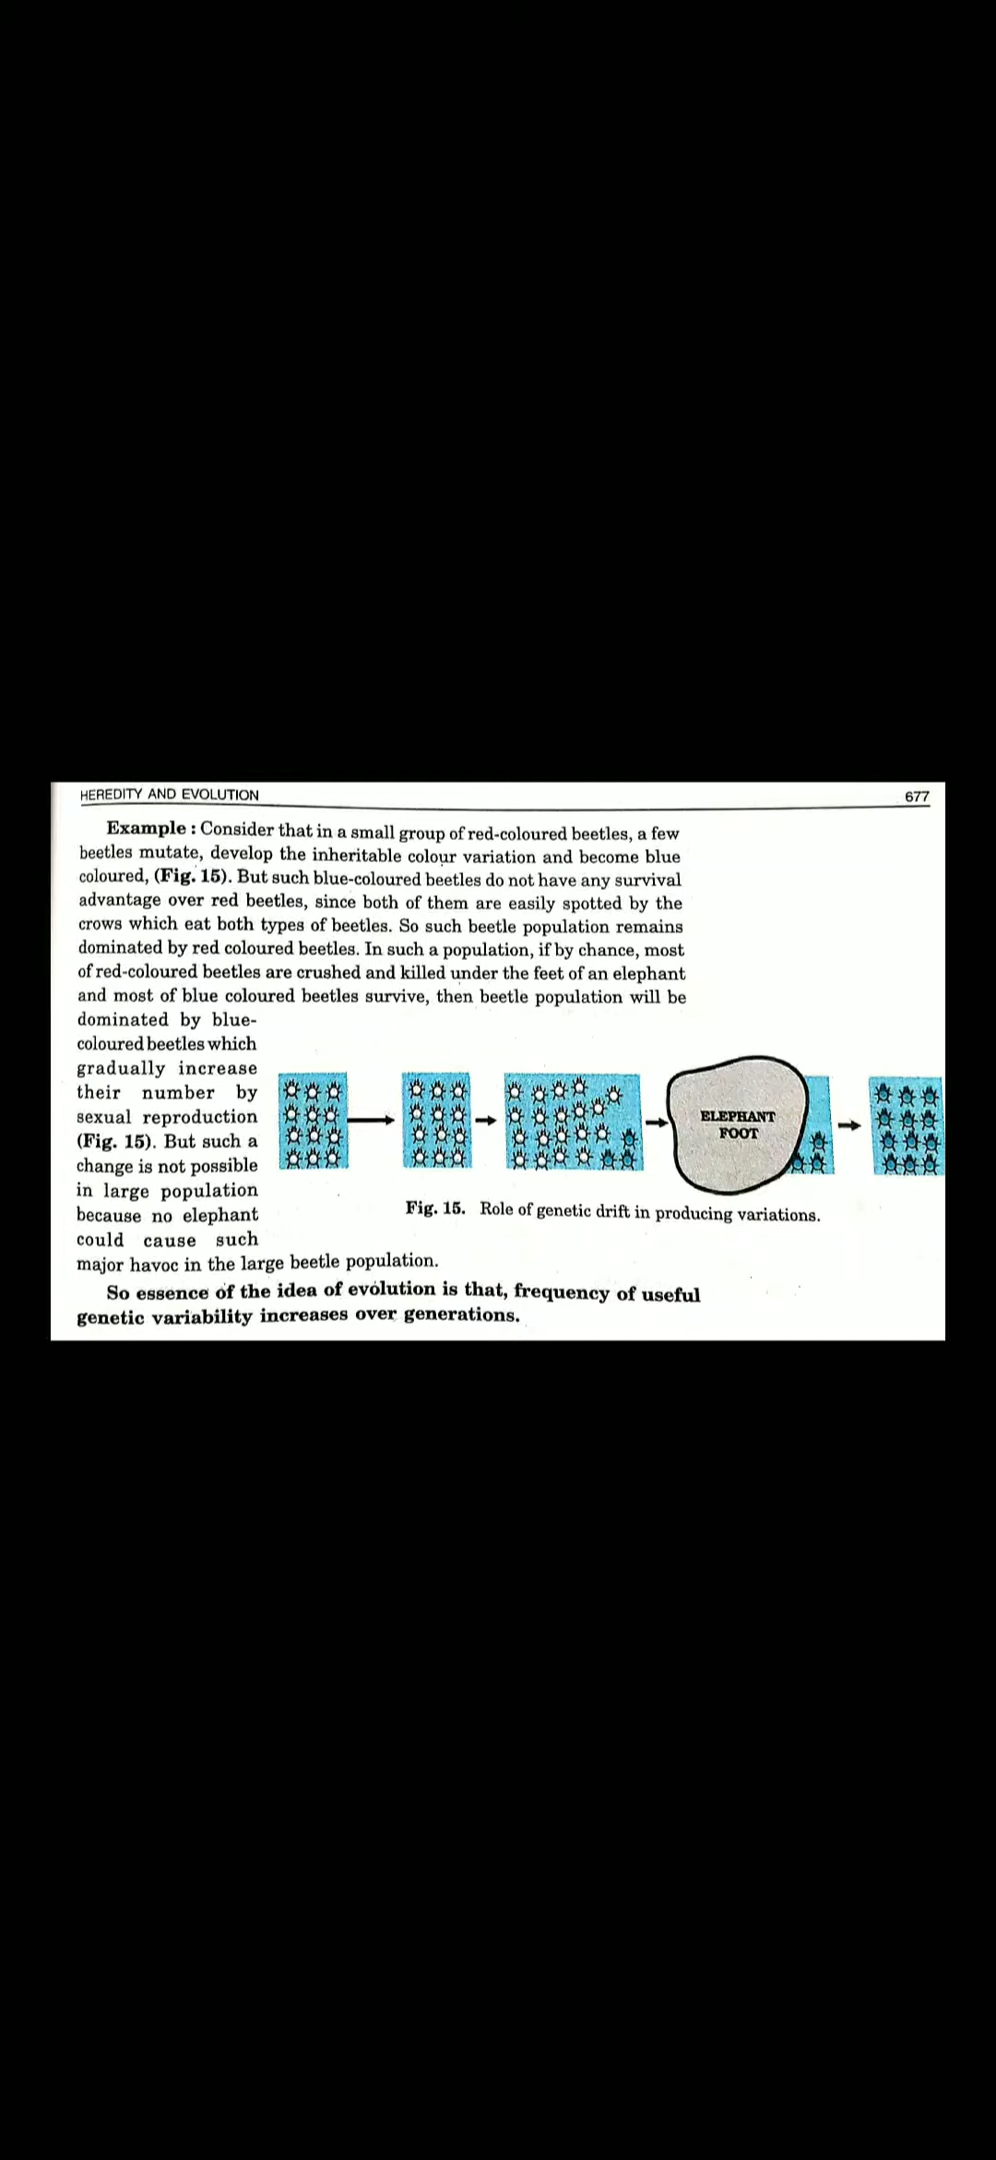 HEREDITY AND EVOLUTION
677
Example : Consider that in a small group of red-coloured beetles, a few
beetles mutate, develop the inheritable colour variation and become blue
coloured, (Fig. 15). But such blue-coloured beetles do not have any survival
advantage over red beetles, since both of them are easily spotted by the
crows which eat both types of beetles. So such beetle population remains
dominated by red coloured beetles. In such a population, if by chance, most
of red-coloured beetles are crushed and killed under the feet of an elephant
and most of blue coloured beetles survive, then beetle population will be
dominated by blue-
coloured beetles which
gradually increase
their number by
sexual reproduction
(Fig. 15). But such a
change is not possible
in large population
because no elephant
could cause such
major havoc in the large beetle population.
ELEPHANT
FOOT
Fig. 15. Role of genetic drift in producing variations.
So essence of the idea of evolution is that, frequency of useful
genetic variability increases over generations.